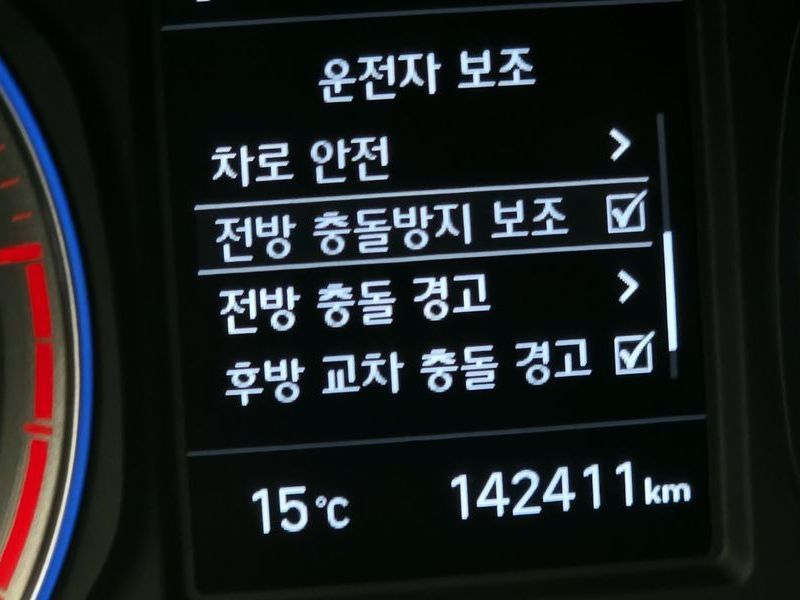 운전자 보조
차로 안전 >
전방 충돌방지 보조 ☑
전방 충돌 경고 >
후방 교차 충돌 경고 ☑
15℃ 142411km